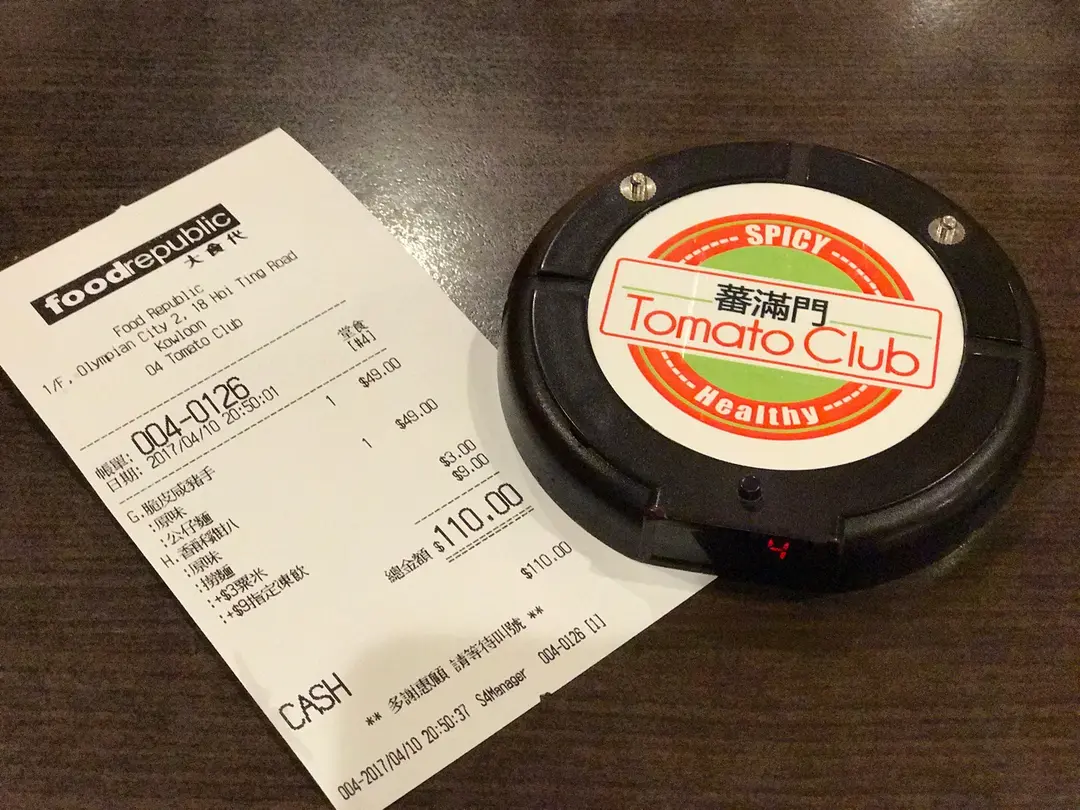 foodrepublic
大食代
Food Republic
1/F, Olympian City 2, 18 Hoi Ting Road
Kowloon
04 Tomato Club
堂食
[#4]
帳單: 004-0126
日期: 2017/04/10 20:50:01
G.脆皮咸豬手 1 $49.00
:原味
:公仔麵
H.香酥雞扒 1 $49.00
:原味
:撈麵
:+$3粟米 $3.00
:+$9指定凍飲 $9.00
總金額 $110.00
CASH $110.00
** 多謝惠顧 請等待叫號 **
004-2017/04/10 20:50:37 S4Manager 004-0126 [1]
SPICY
蕃滿門
Tomato Club
Healthy
4